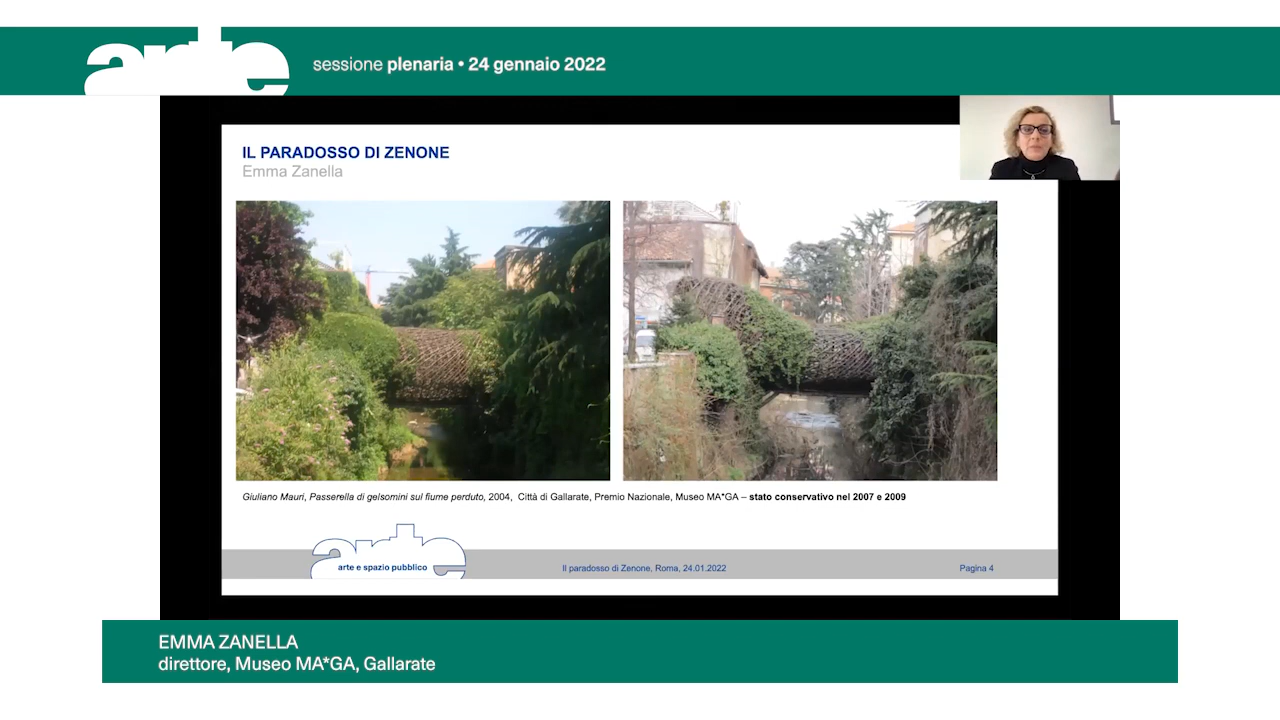 arte
sessione plenaria • 24 gennaio 2022
IL PARADOSSO DI ZENONE
Emma Zanella
Giuliano Mauri, Passerella di gelsomini sul fiume perduto, 2004, Città di Gallarate, Premio Nazionale, Museo MA*GA – stato conservativo nel 2007 e 2009
arte
arte e spazio pubblico
Il paradosso di Zenone, Roma, 24.01.2022
Pagina 4
EMMA ZANELLA
direttore, Museo MA*GA, Gallarate